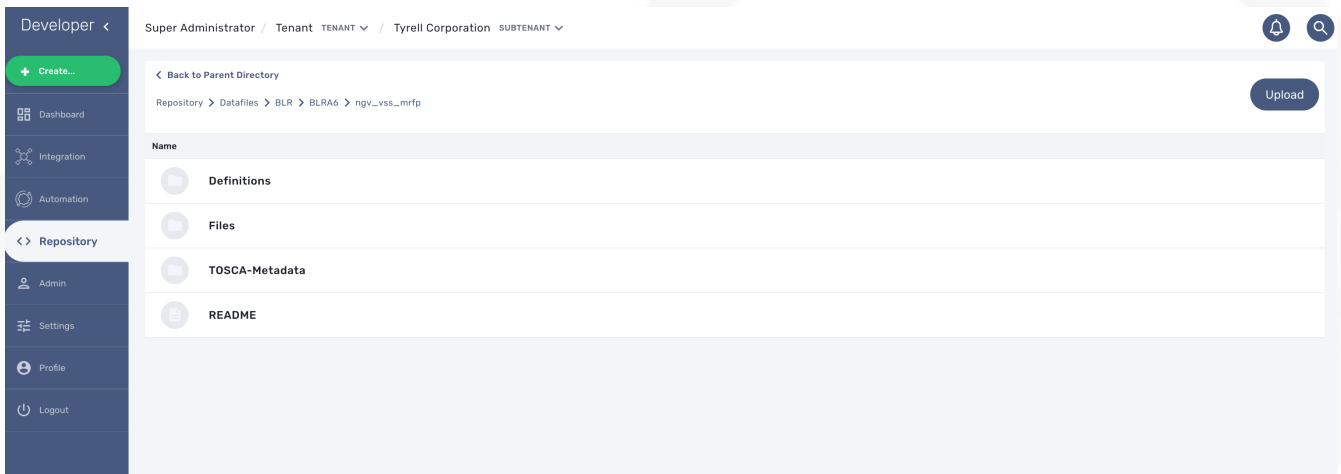 Developer <
Super Administrator / Tenant TENANT / Tyrell Corporation SUBTENANT
+ Create...
< Back to Parent Directory
Repository > Datafiles > BLR > BLRA6 > ngv_vss_mrfp
Upload
Dashboard
Name
Integration
Definitions
Automation
Files
<> Repository
TOSCA-Metadata
Admin
README
Settings
Profile
Logout